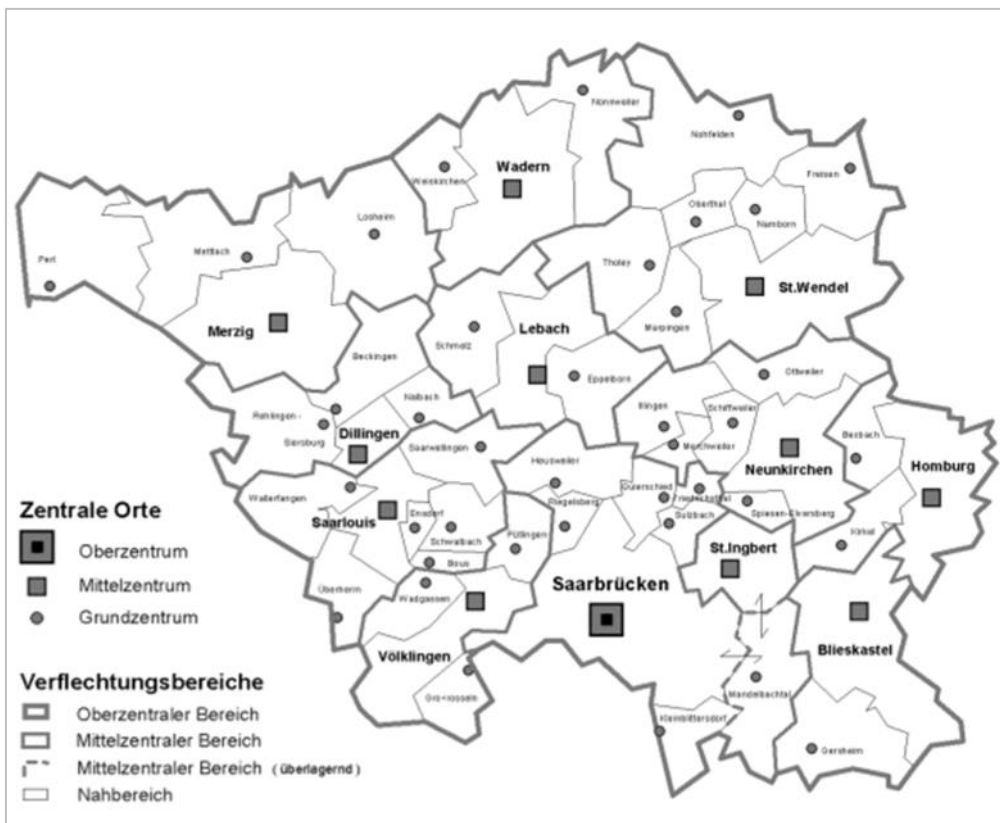 Nonnweiler
Nohfelden
Wadern
Weiskirchen
Freisen
Oberthal
Losheim
Namborn
Mettlach
Perl
Tholey
St.Wendel
Merzig
Lebach
Marpingen
Schmelz
Beckingen
Eppelborn
Ottweiler
Nalbach
Illingen
Schiffweiler
Rehlingen -
Siersburg
Dillingen
Saarwellingen
Merchweiler
Bexbach
Heusweiler
Neunkirchen
Homburg
Quierschied
Wallerfangen
Friedrichsthal
Riegelsberg
Spiesen-Elversberg
Zentrale Orte
Saarlouis
Ensdorf
Sulzbach
Schwalbach
Püttlingen
Kirkel
Oberzentrum
St.Ingbert
Bous
Mittelzentrum
Überherrn
Wadgassen
Saarbrücken
Grundzentrum
Blieskastel
Völklingen
Verflechtungsbereiche
Mandelbachtal
Grossrosseln
Oberzentraler Bereich
Kleinblittersdorf
Mittelzentraler Bereich
Gersheim
Mittelzentraler Bereich ( überlagernd )
Nahbereich